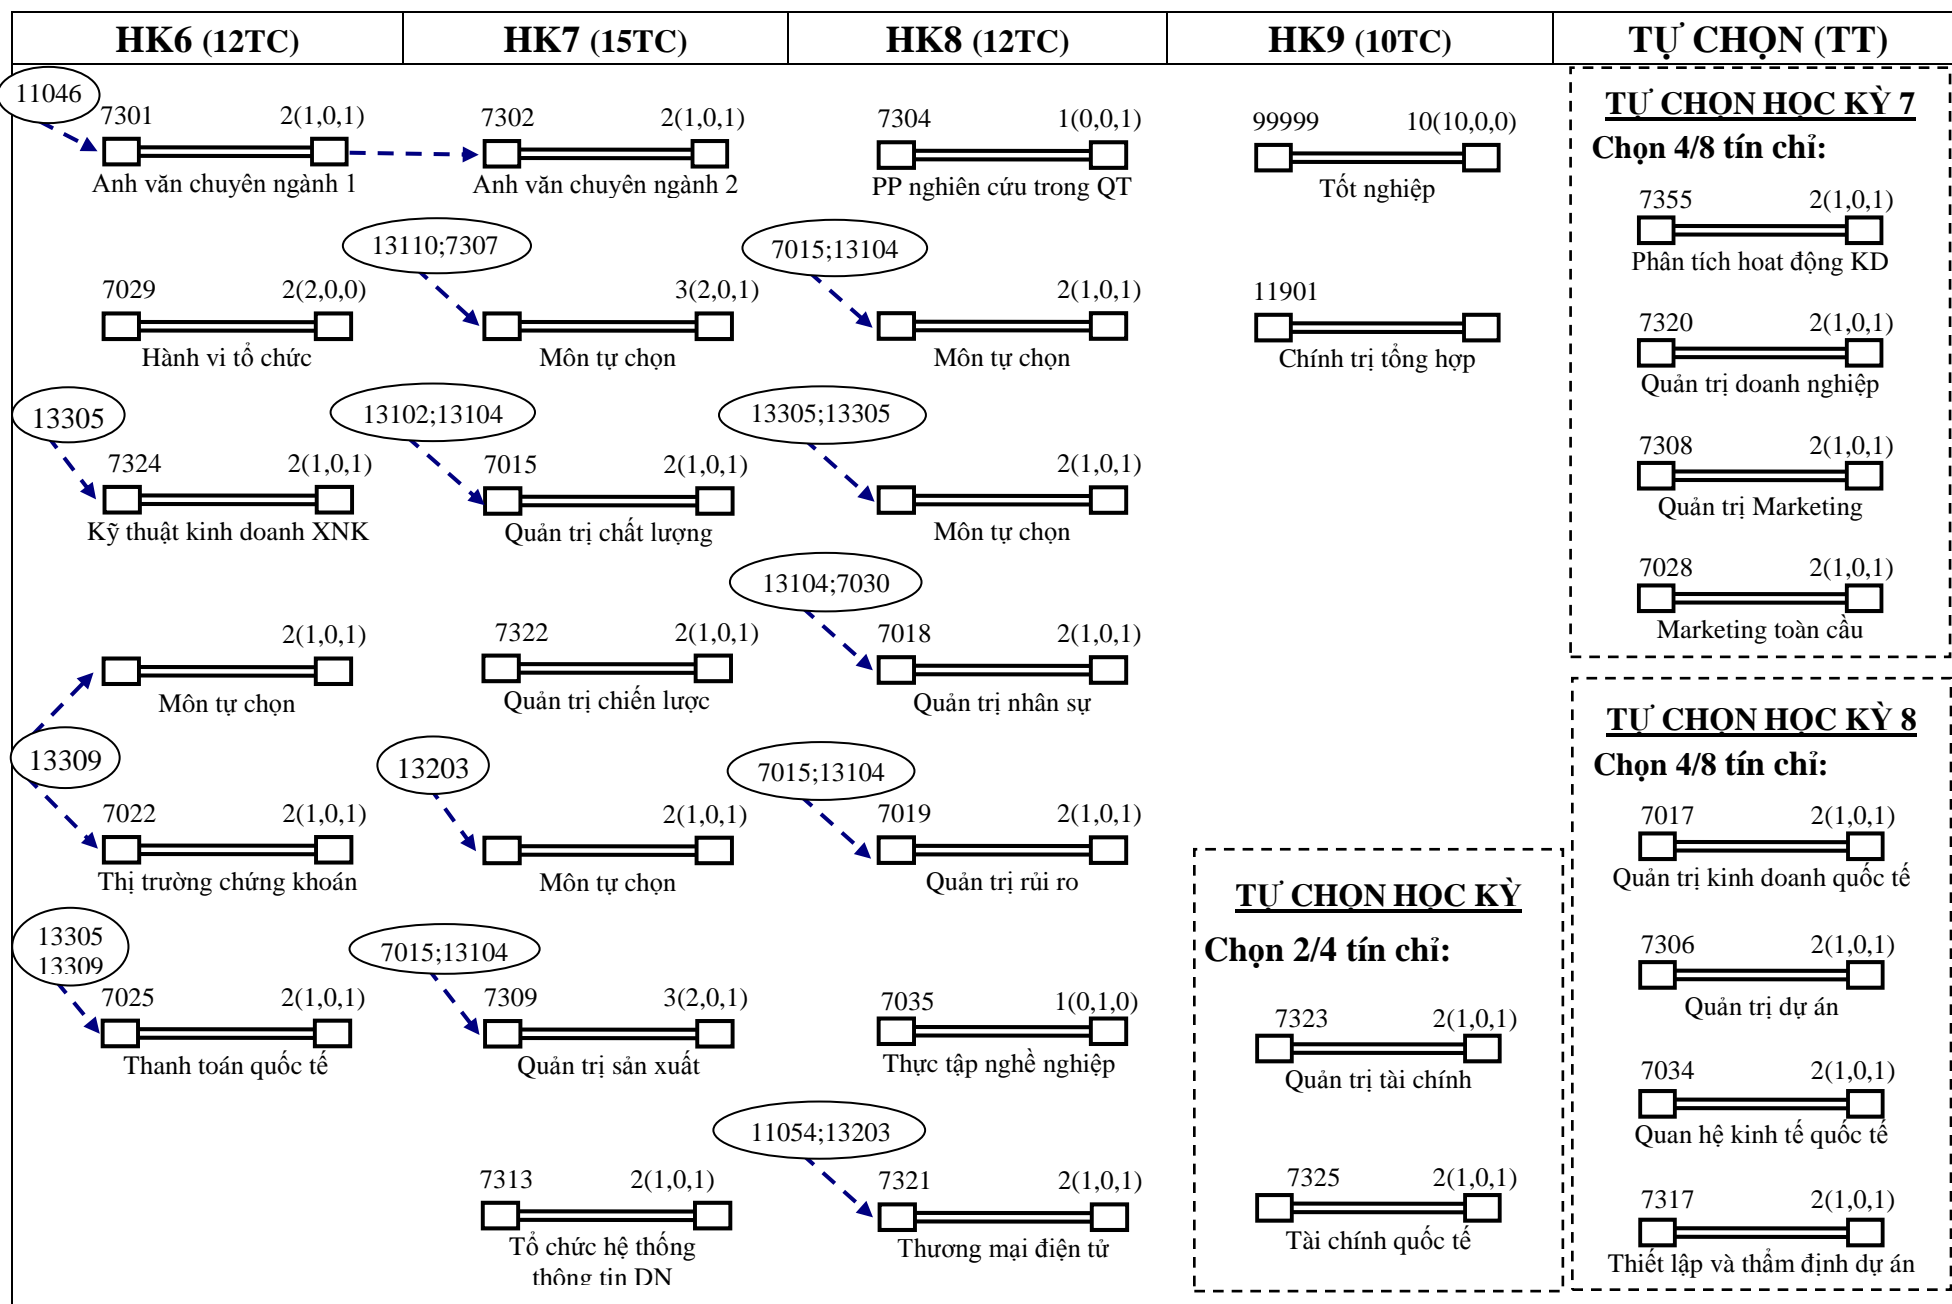 HK6 (12TC)
HK7 (15TC)
HK8 (12TC)
HK9 (10TC)
TỰ CHỌN (TT)
11046
7301 2(1,0,1)
Anh văn chuyên ngành 1
7029 2(2,0,0)
Hành vi tổ chức
13305
7324 2(1,0,1)
Kỹ thuật kinh doanh XNK
2(1,0,1)
Môn tự chọn
13309
7022 2(1,0,1)
Thị trường chứng khoán
13305
13309
7025 2(1,0,1)
Thanh toán quốc tế
7302 2(1,0,1)
Anh văn chuyên ngành 2
13110;7307
3(2,0,1)
Môn tự chọn
13102;13104
7015 2(1,0,1)
Quản trị chất lượng
7322 2(1,0,1)
Quản trị chiến lược
13203
2(1,0,1)
Môn tự chọn
7015;13104
7309 3(2,0,1)
Quản trị sản xuất
7313 2(1,0,1)
Tổ chức hệ thống
thông tin DN
7304 1(0,0,1)
PP nghiên cứu trong QT
7015;13104
2(1,0,1)
Môn tự chọn
13305;13305
2(1,0,1)
Môn tự chọn
13104;7030
7018 2(1,0,1)
Quản trị nhân sự
7015;13104
7019 2(1,0,1)
Quản trị rủi ro
7035 1(0,1,0)
Thực tập nghề nghiệp
11054;13203
7321 2(1,0,1)
Thương mại điện tử
99999 10(10,0,0)
Tốt nghiệp
11901
Chính trị tổng hợp
TỰ CHỌN HỌC KỲ
Chọn 2/4 tín chỉ:
7323 2(1,0,1)
Quản trị tài chính
7325 2(1,0,1)
Tài chính quốc tế
TỰ CHỌN HỌC KỲ 7
Chọn 4/8 tín chỉ:
7355 2(1,0,1)
Phân tích hoat động KD
7320 2(1,0,1)
Quản trị doanh nghiệp
7308 2(1,0,1)
Quản trị Marketing
7028 2(1,0,1)
Marketing toàn cầu
TỰ CHỌN HỌC KỲ 8
Chọn 4/8 tín chỉ:
7017 2(1,0,1)
Quản trị kinh doanh quốc tế
7306 2(1,0,1)
Quản trị dự án
7034 2(1,0,1)
Quan hệ kinh tế quốc tế
7317 2(1,0,1)
Thiết lập và thẩm định dự án